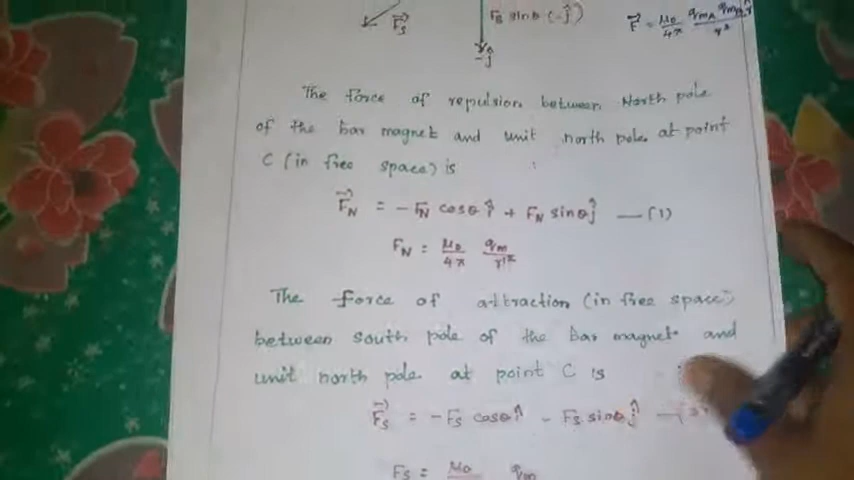 F⃗s
Fs sinθ (-ĵ)
F⃗ = μ₀/4π
-ĵ
The force of repulsion between North pole
of the bar magnet and unit north pole at point
C (in free space) is
F⃗N = - FN cosθ î + FN sinθ ĵ —(1)
FN = μ₀/4π qm/r'²
The force of attraction (in free space)
between south pole of the bar magnet and
unit north pole at point C is
F⃗s = - Fs cosθ î - Fs sinθ ĵ
Fs = μ₀ qm